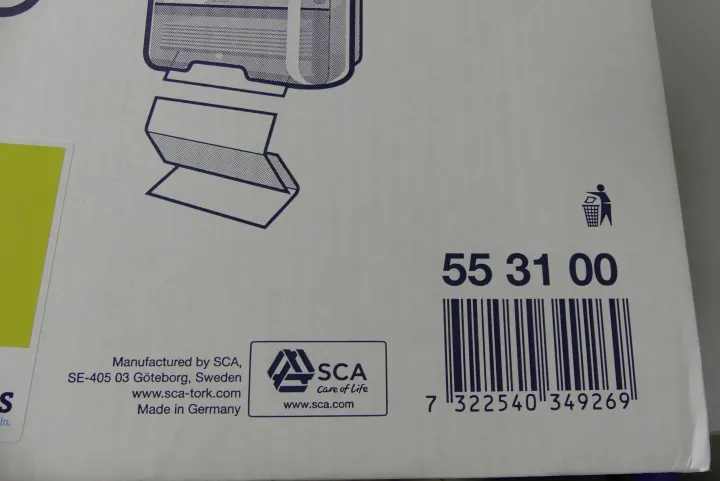 55 31 00
7 322540 349269
Manufactured by SCA,
SE-405 03 Göteborg, Sweden
www.sca-tork.com
Made in Germany
SCA
Care of Life
www.sca.com